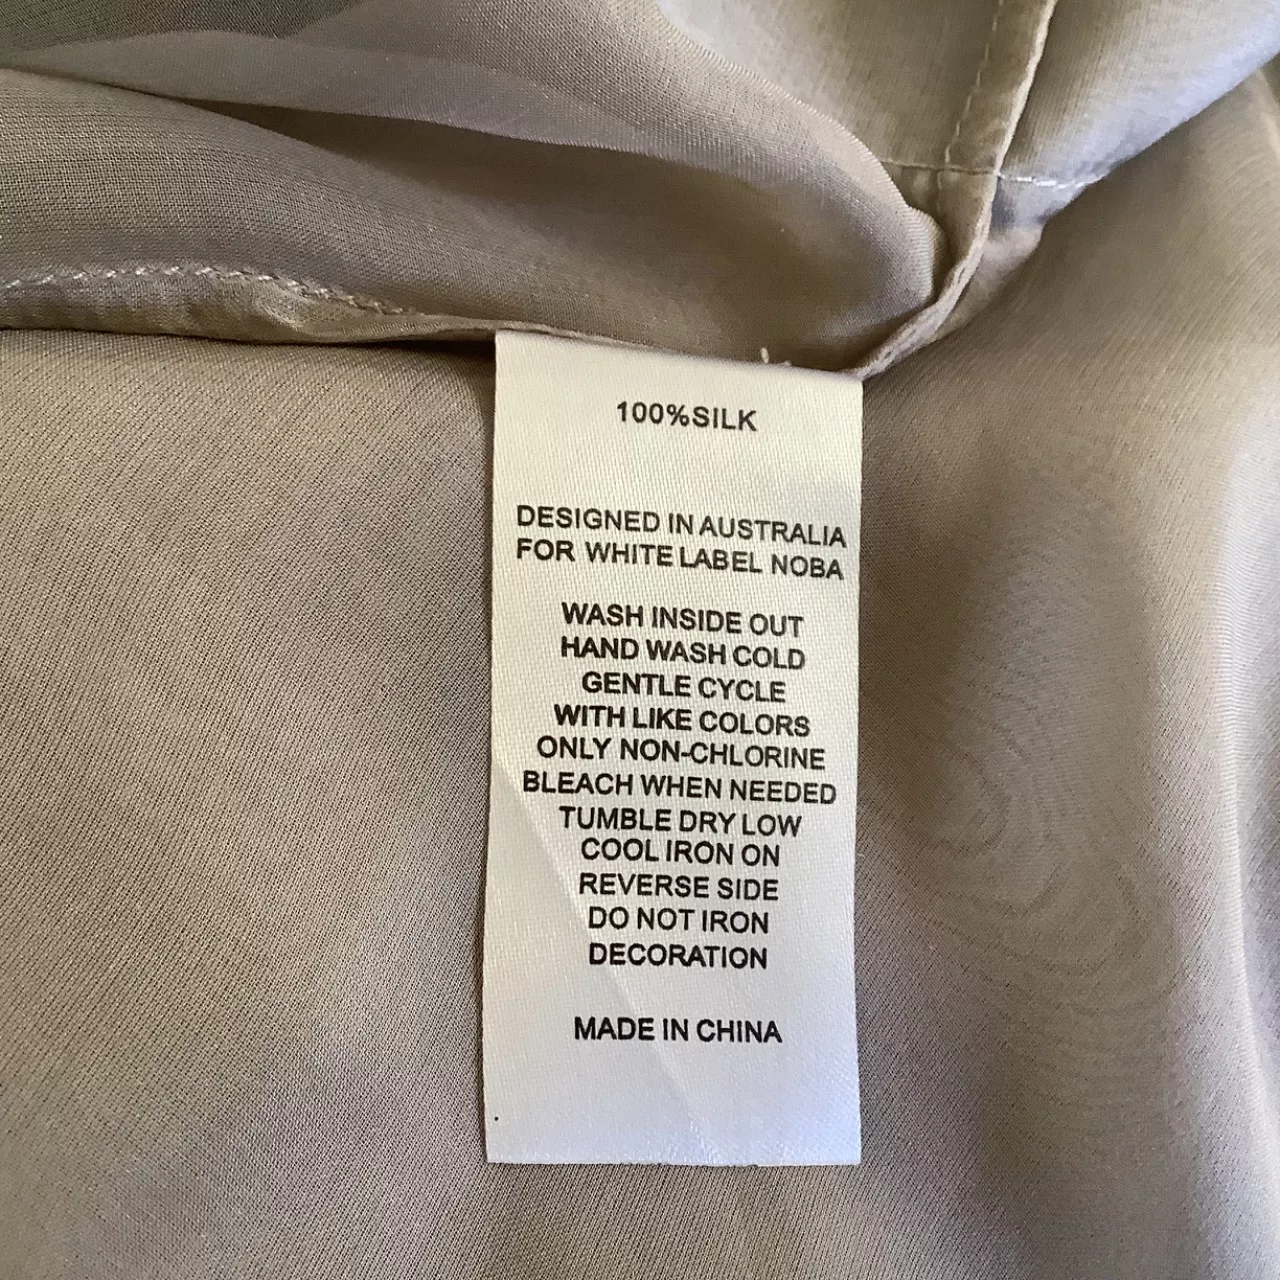 100%SILK
DESIGNED IN AUSTRALIA
FOR WHITE LABEL NOBA
WASH INSIDE OUT
HAND WASH COLD
GENTLE CYCLE
WITH LIKE COLORS
ONLY NON-CHLORINE
BLEACH WHEN NEEDED
TUMBLE DRY LOW
COOL IRON ON
REVERSE SIDE
DO NOT IRON
DECORATION
MADE IN CHINA